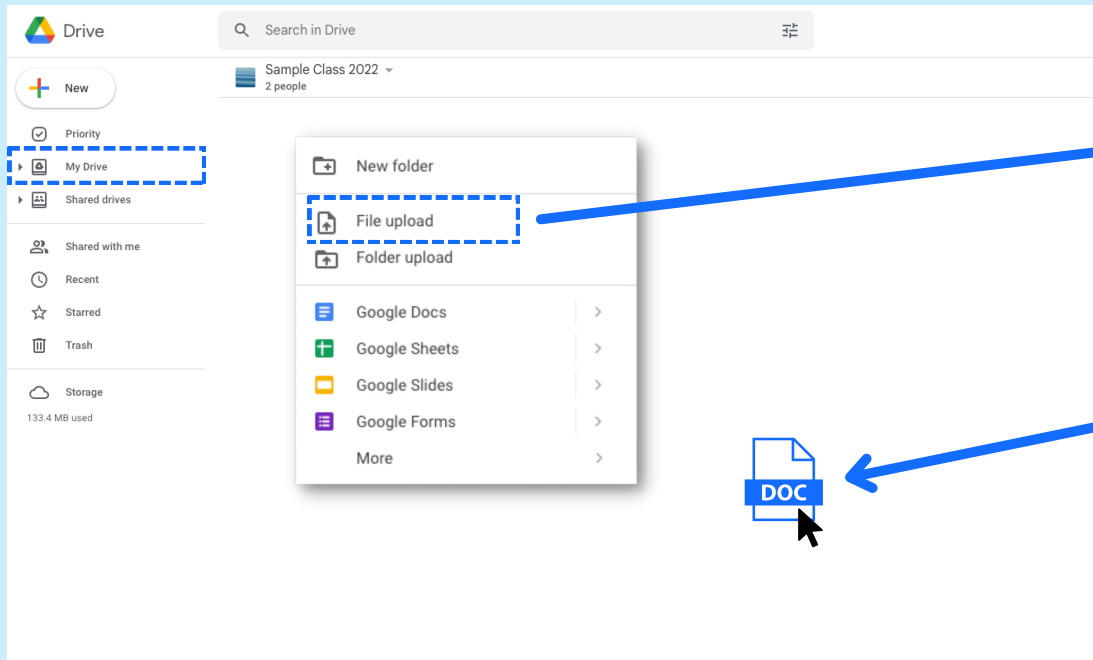 Drive
Search in Drive
Sample Class 2022
2 people
New
Priority
My Drive
Shared drives
Shared with me
Recent
Starred
Trash
Storage
133.4 MB used
New folder
File upload
Folder upload
Google Docs
Google Sheets
Google Slides
Google Forms
More
DOC